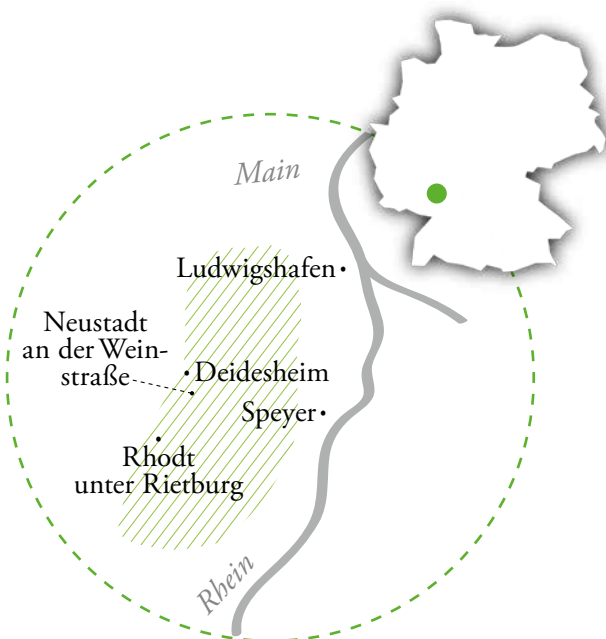 Main
Ludwigshafen
Neustadt
an der Wein-
straße
Deidesheim
Speyer
Rhodt
unter Rietburg
Rhein